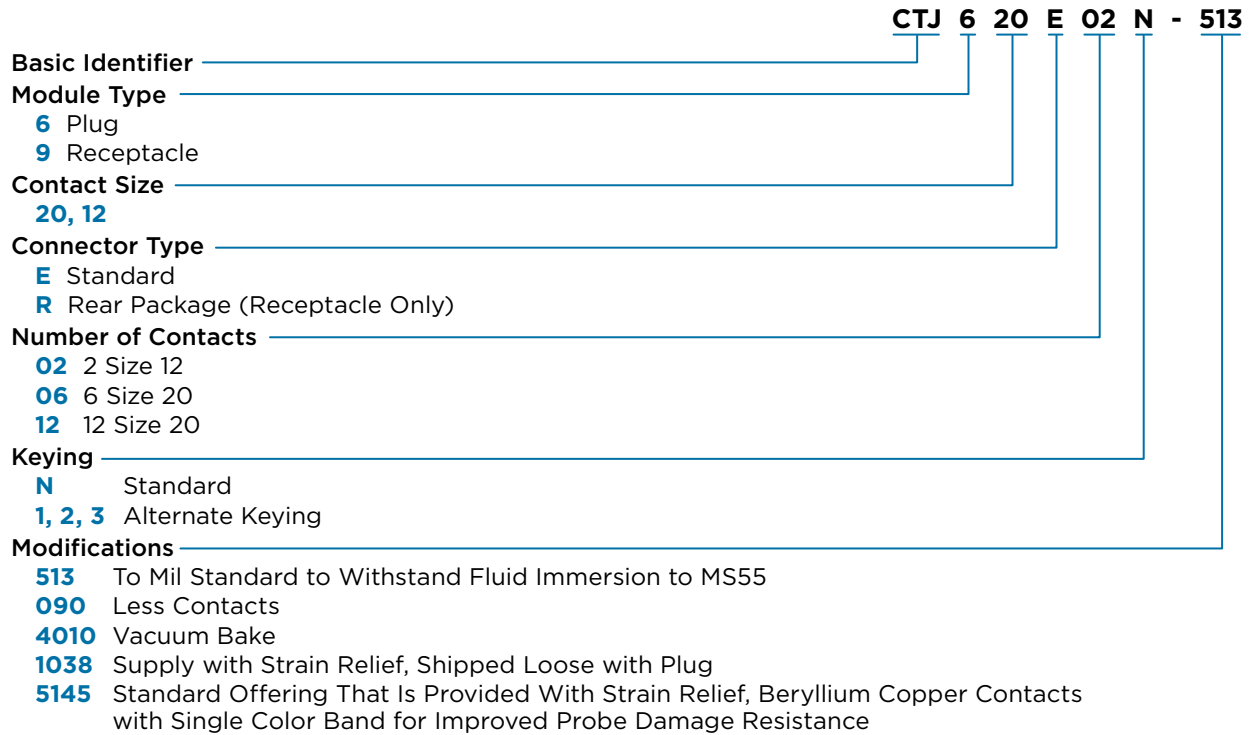 CTJ 6 20 E 02 N - 513
Basic Identifier
Module Type
6 Plug
9 Receptacle
Contact Size
20, 12
Connector Type
E Standard
R Rear Package (Receptacle Only)
Number of Contacts
02 2 Size 12
06 6 Size 20
12 12 Size 20
Keying
N Standard
1, 2, 3 Alternate Keying
Modifications
513 To Mil Standard to Withstand Fluid Immersion to MS55
090 Less Contacts
4010 Vacuum Bake
1038 Supply with Strain Relief, Shipped Loose with Plug
5145 Standard Offering That Is Provided With Strain Relief, Beryllium Copper Contacts
with Single Color Band for Improved Probe Damage Resistance